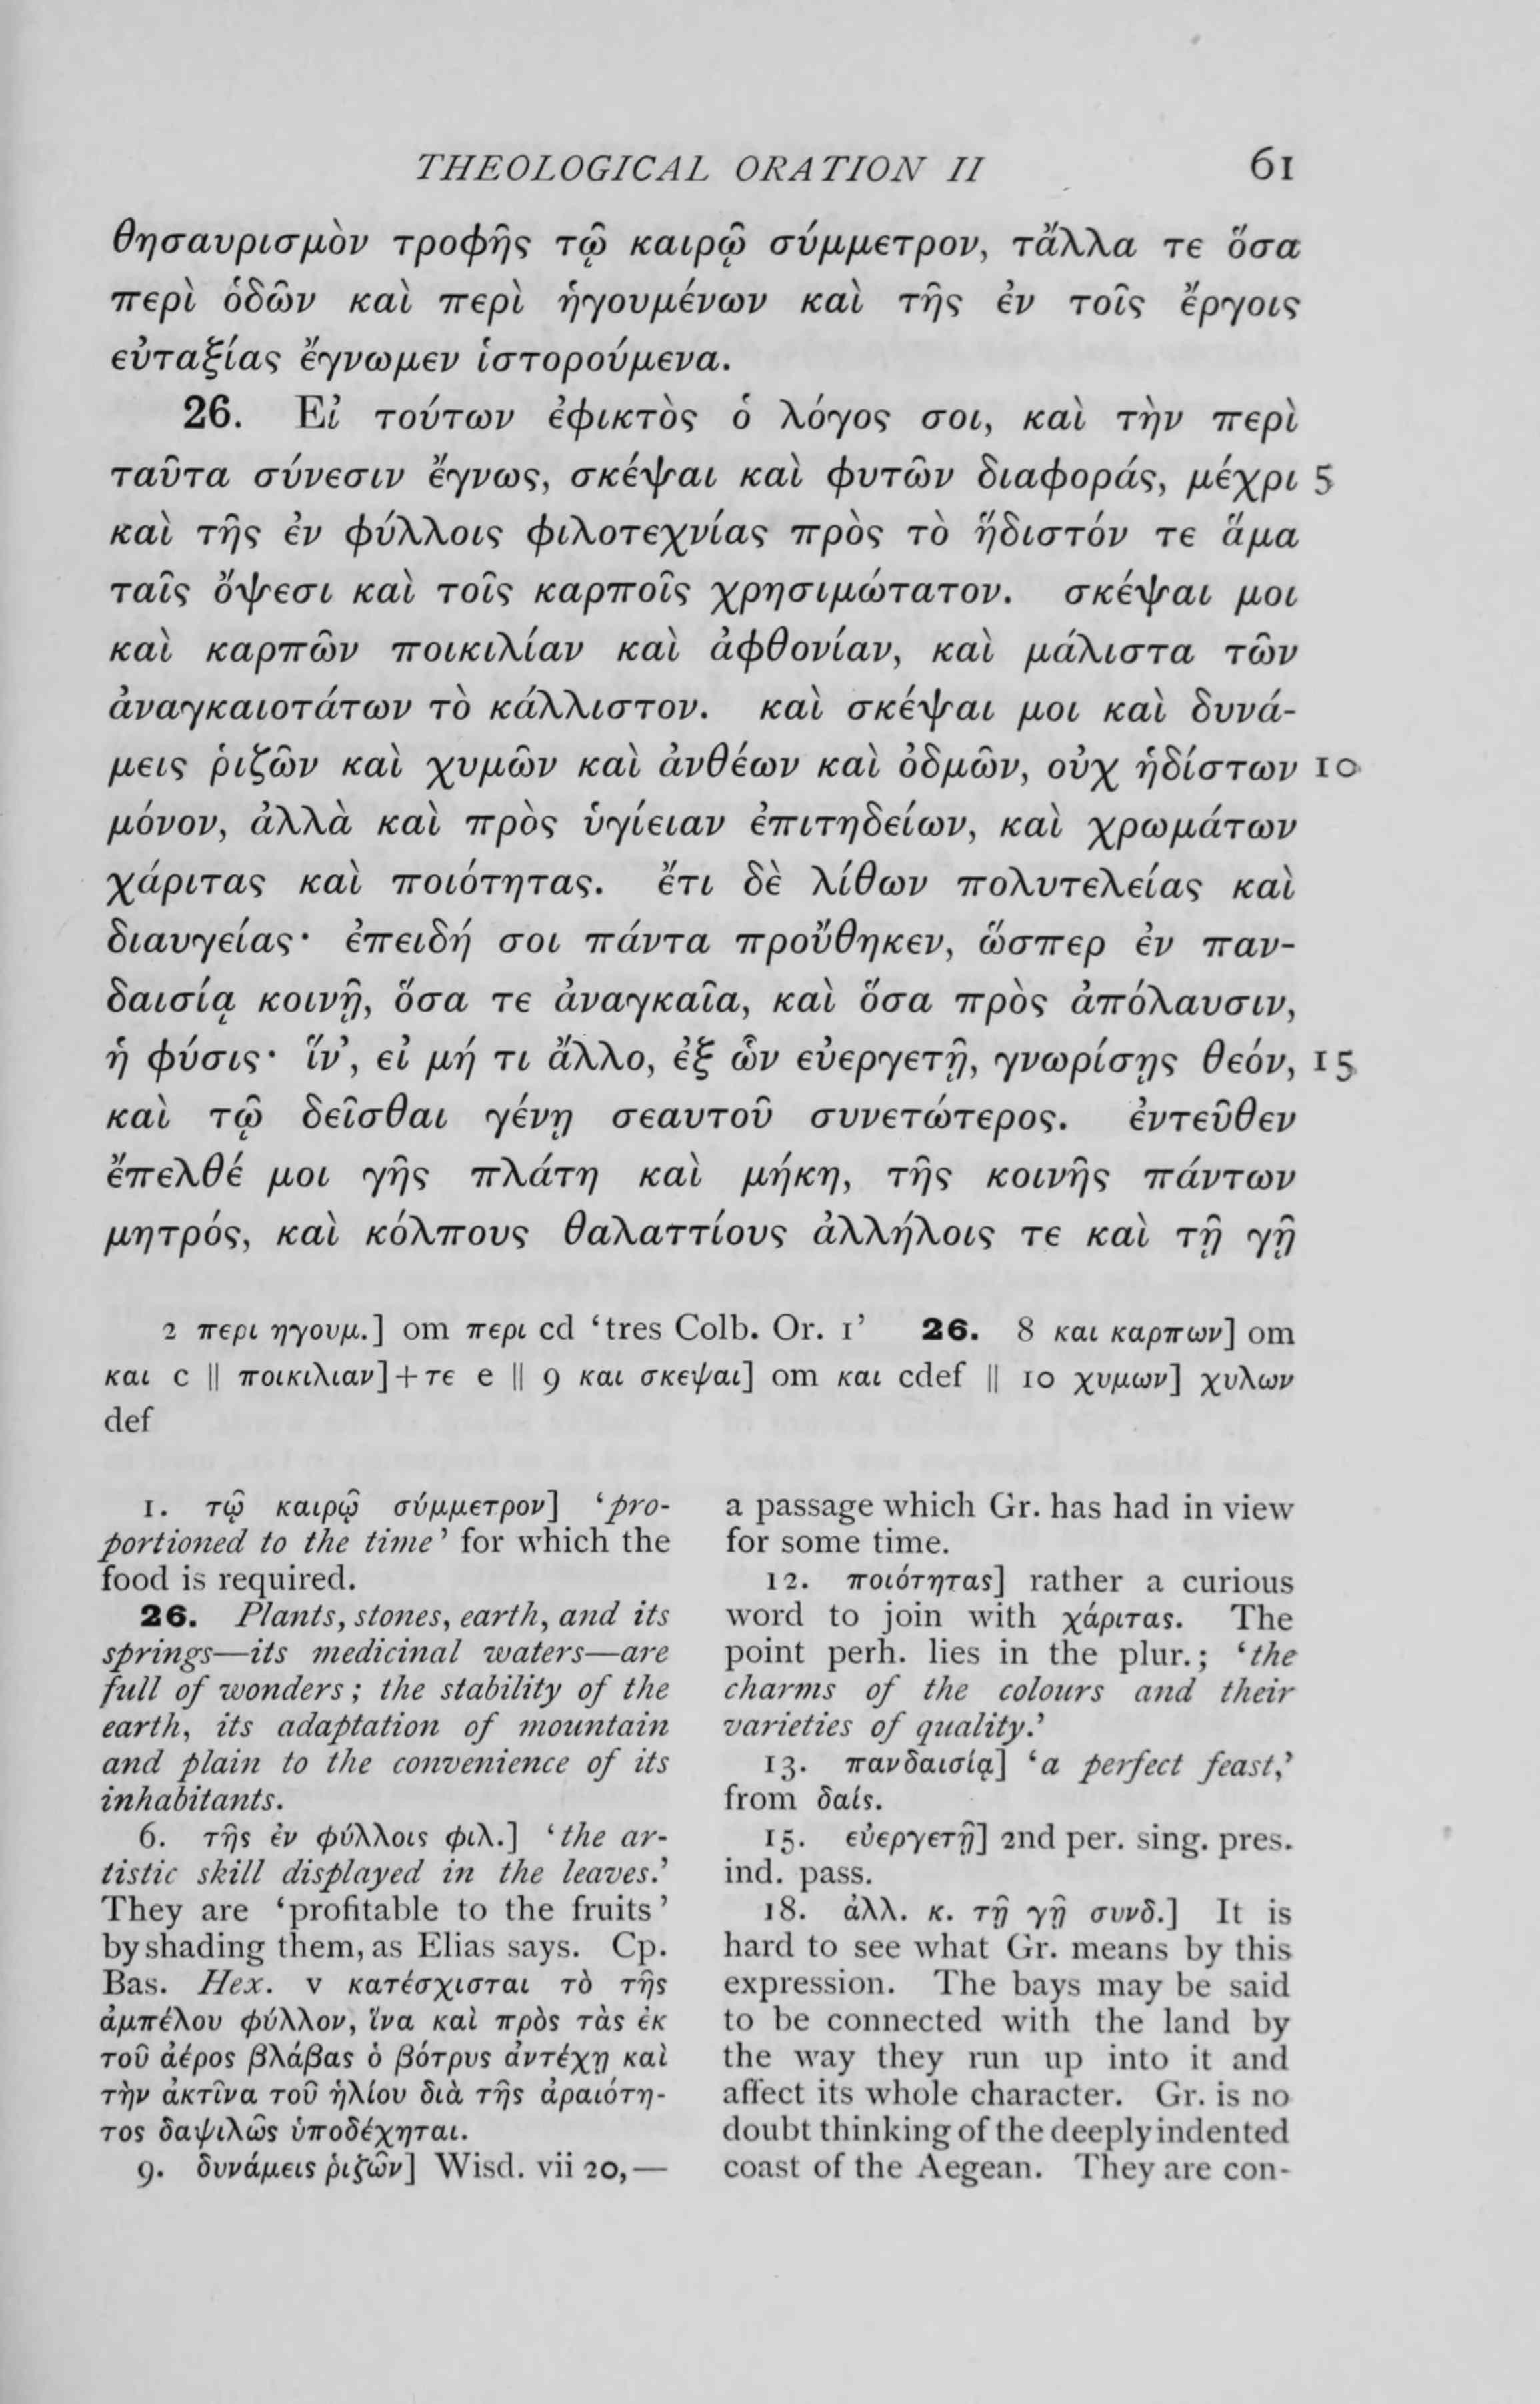 THEOLOGICAL ORATION II 61
θησαυρισμὸν τροφῆς τῷ καιρῷ σύμμετρον, τἄλλα τε ὅσα
περὶ ὁδῶν καὶ περὶ ἡγουμένων καὶ τῆς ἐν τοῖς ἔργοις
εὐταξίας ἔγνωμεν ἱστορούμενα.
26. Εἰ τούτων ἐφικτὸς ὁ λόγος σοι, καὶ τὴν περὶ
ταῦτα σύνεσιν ἔγνως, σκέψαι καὶ φυτῶν διαφοράς, μέχρι 5
καὶ τῆς ἐν φύλλοις φιλοτεχνίας πρὸς τὸ ἥδιστόν τε ἅμα
ταῖς ὄψεσι καὶ τοῖς καρποῖς χρησιμώτατον. σκέψαι μοι
καὶ καρπῶν ποικιλίαν καὶ ἀφθονίαν, καὶ μάλιστα τῶν
ἀναγκαιοτάτων τὸ κάλλιστον. καὶ σκέψαι μοι καὶ δυνά-
μεις ῥιζῶν καὶ χυμῶν καὶ ἀνθέων καὶ ὀδμῶν, οὐχ ἡδίστων 10
μόνον, ἀλλὰ καὶ πρὸς ὑγίειαν ἐπιτηδείων, καὶ χρωμάτων
χάριτας καὶ ποιότητας. ἔτι δὲ λίθων πολυτελείας καὶ
διαυγείας· ἐπειδή σοι πάντα προὔθηκεν, ὥσπερ ἐν παν-
δαισίᾳ κοινῇ, ὅσα τε ἀναγκαῖα, καὶ ὅσα πρὸς ἀπόλαυσιν,
ἡ φύσις· ἵν’, εἰ μή τι ἄλλο, ἐξ ὧν εὐεργετῇ, γνωρίσῃς θεόν, 15
καὶ τῷ δεῖσθαι γένῃ σεαυτοῦ συνετώτερος. ἐντεῦθεν
ἔπελθέ μοι γῆς πλάτη καὶ μήκη, τῆς κοινῆς πάντων
μητρός, καὶ κόλπους θαλαττίους ἀλλήλοις τε καὶ τῇ γῇ
2 περι ηγουμ.] om περι cd ‘tres Colb. Or. 1’ 26. 8 και καρπων] om
και c || ποικιλιαν]+τε e || 9 και σκεψαι] om και cdef || 10 χυμων] χυλων
def
1. τῷ καιρῷ σύμμετρον] ‘pro-
portioned to the time’ for which the
food is required.
26. Plants, stones, earth, and its
springs—its medicinal waters—are
full of wonders; the stability of the
earth, its adaptation of mountain
and plain to the convenience of its
inhabitants.
6. τῆς ἐν φύλλοις φιλ.] ‘the ar-
tistic skill displayed in the leaves.’
They are ‘profitable to the fruits’
by shading them, as Elias says. Cp.
Bas. Hex. v κατέσχισται τὸ τῆς
ἀμπέλου φύλλον, ἵνα καὶ πρὸς τὰς ἐκ
τοῦ ἀέρος βλάβας ὁ βότρυς ἀντέχῃ καὶ
τὴν ἀκτῖνα τοῦ ἡλίου διὰ τῆς ἀραιότη-
τος δαψιλῶς ὑποδέχηται.
9. δυνάμεις ῥιζῶν] Wisd. vii 20,—
a passage which Gr. has had in view
for some time.
12. ποιότητας] rather a curious
word to join with χάριτας. The
point perh. lies in the plur.; ‘the
charms of the colours and their
varieties of quality.’
13. πανδαισίᾳ] ‘a perfect feast,’
from δαίς.
15. εὐεργετῇ] 2nd per. sing. pres.
ind. pass.
18. ἀλλ. κ. τῇ γῇ συνδ.] It is
hard to see what Gr. means by this
expression. The bays may be said
to be connected with the land by
the way they run up into it and
affect its whole character. Gr. is no
doubt thinking of the deeply indented
coast of the Aegean. They are con-